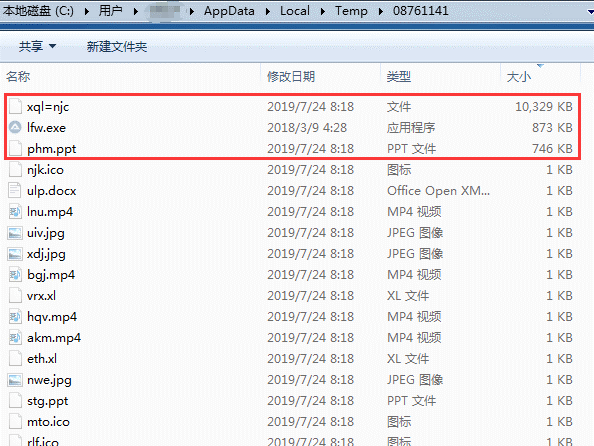 本地磁盘 (C:) 用户 AppData Local Temp 08761141
共享 新建文件夹
名称 修改日期 类型 大小
xql=njc 2019/7/24 8:18 文件 10,329 KB
lfw.exe 2018/3/9 4:28 应用程序 873 KB
phm.ppt 2019/7/24 8:18 PPT 文件 746 KB
njk.ico 2019/7/24 8:18 图标 1 KB
ulp.docx 2019/7/24 8:18 Office Open XM... 1 KB
lnu.mp4 2019/7/24 8:18 MP4 视频 1 KB
uiv.jpg 2019/7/24 8:18 JPEG 图像 1 KB
xdj.jpg 2019/7/24 8:18 JPEG 图像 1 KB
bgj.mp4 2019/7/24 8:18 MP4 视频 1 KB
vrx.xl 2019/7/24 8:18 XL 文件 1 KB
hqv.mp4 2019/7/24 8:18 MP4 视频 1 KB
akm.mp4 2019/7/24 8:18 MP4 视频 1 KB
eth.xl 2019/7/24 8:18 XL 文件 1 KB
nwe.jpg 2019/7/24 8:18 JPEG 图像 1 KB
stg.ppt 2019/7/24 8:18 PPT 文件 1 KB
mto.ico 2019/7/24 8:18 图标 1 KB
rlf.ico 2019/7/24 8:18 图标 1 KB